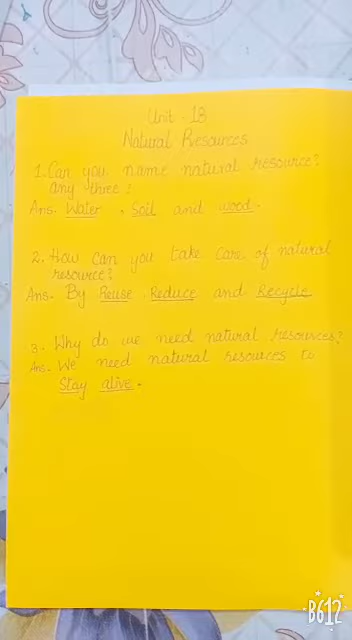 Unit - 18
Natural Resources
1. Can you name natural resource?
any three?
Ans. Water, Soil and wood.
2. How can you take care of natural
resource?
Ans. By Reuse Reduce and Recycle
3. Why do we need natural resources?
Ans. We need natural resources to
Stay alive.
B612